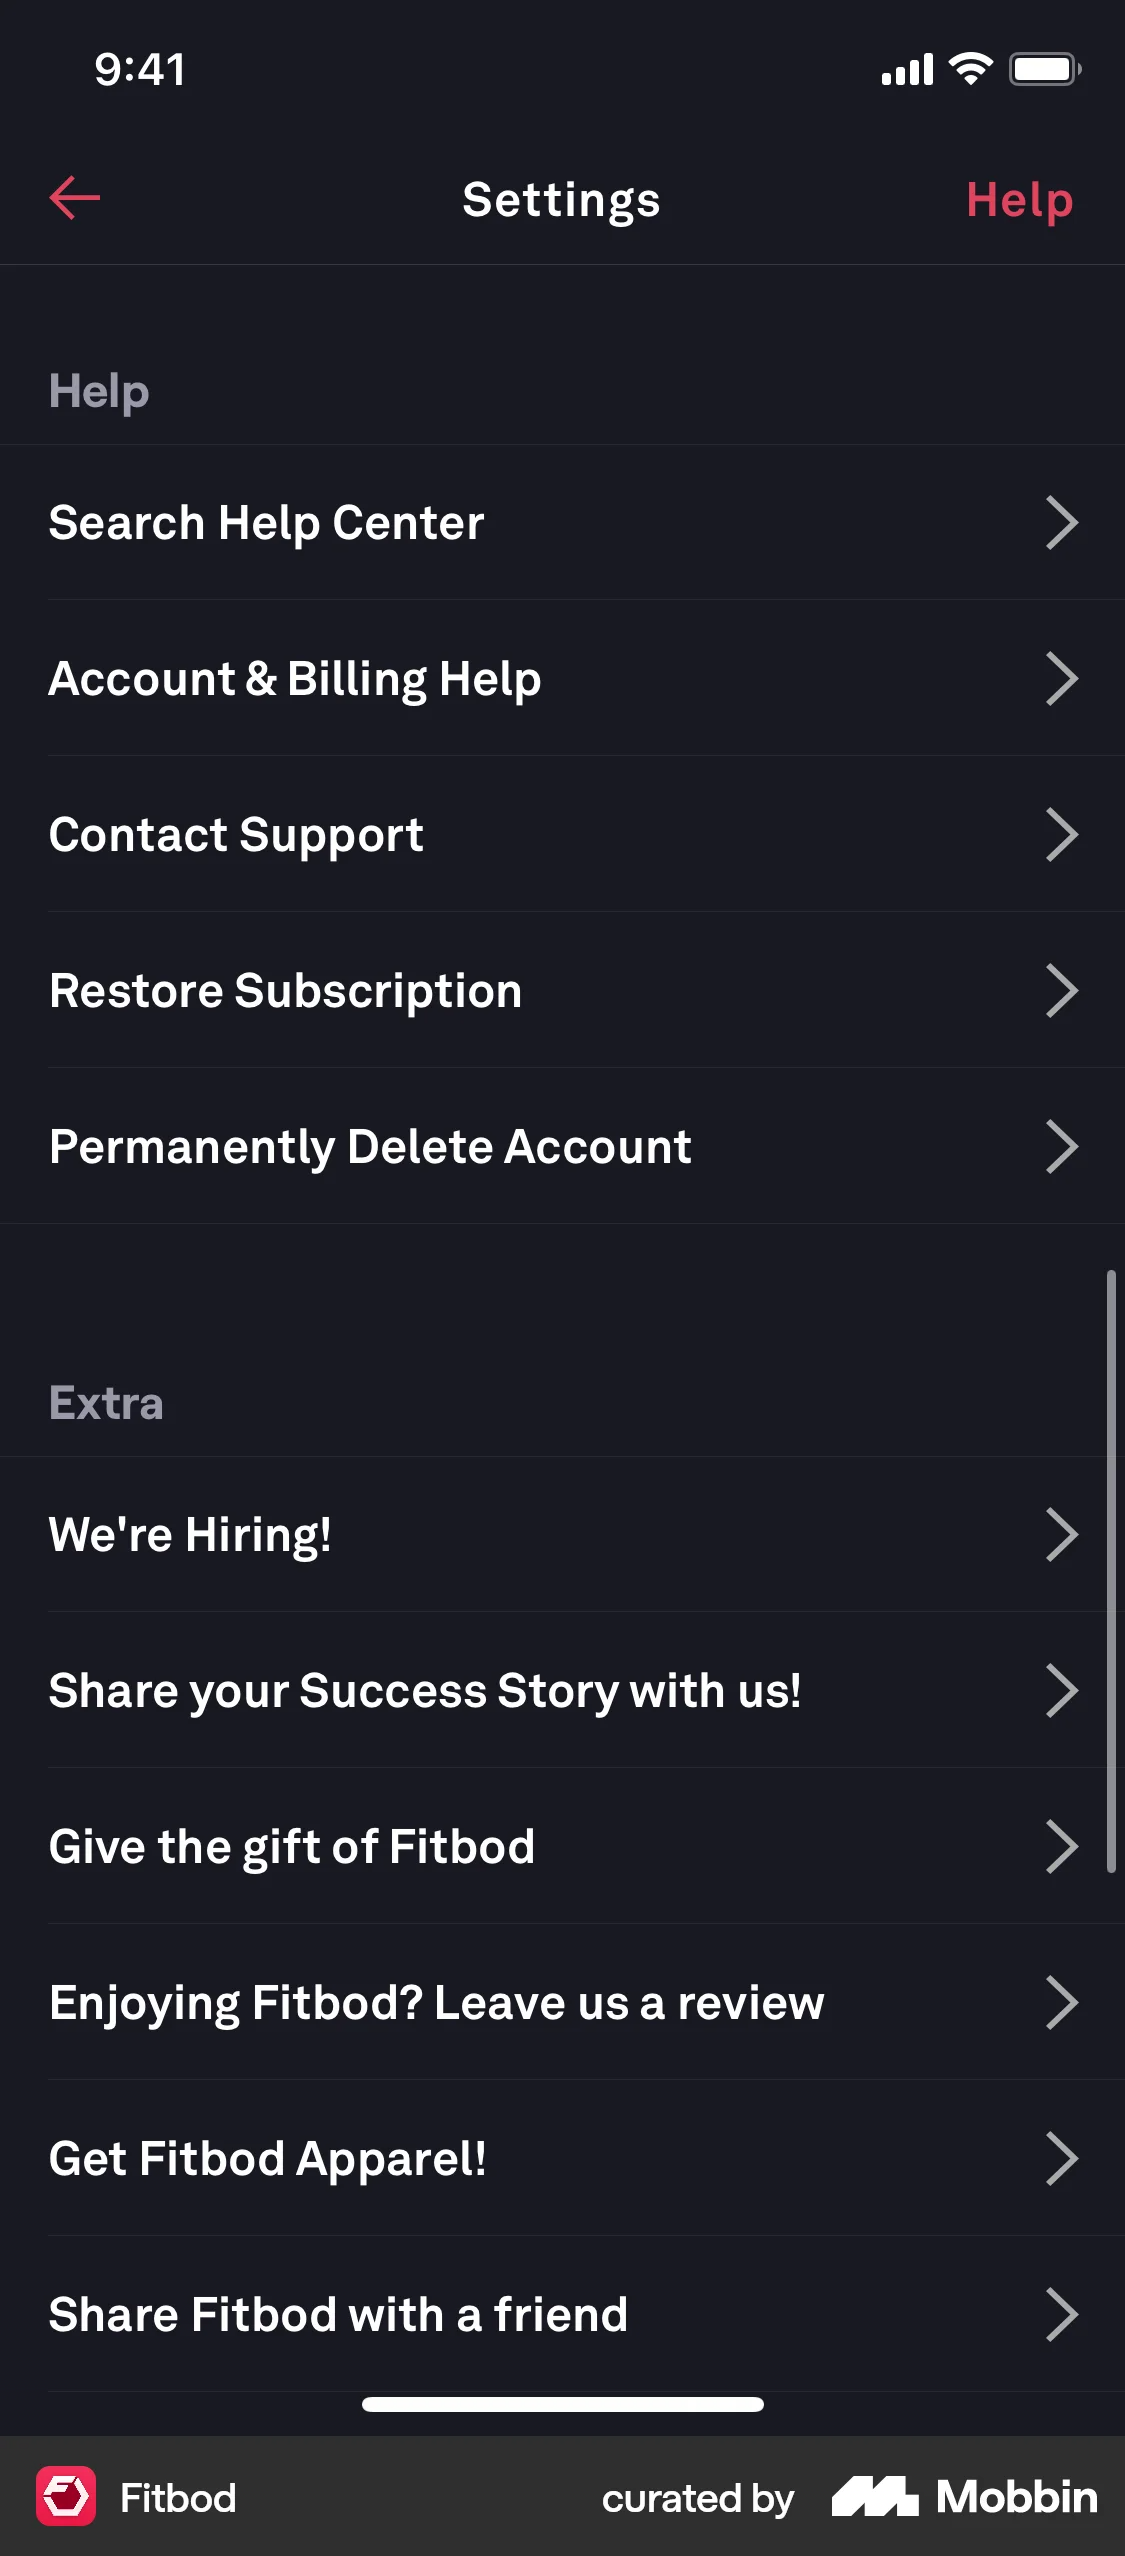 9:41
Settings
Help
Help
Search Help Center
Account & Billing Help
Contact Support
Restore Subscription
Permanently Delete Account
Extra
We're Hiring!
Share your Success Story with us!
Give the gift of Fitbod
Enjoying Fitbod? Leave us a review
Get Fitbod Apparel!
Share Fitbod with a friend
Fitbod
curated by Mobbin